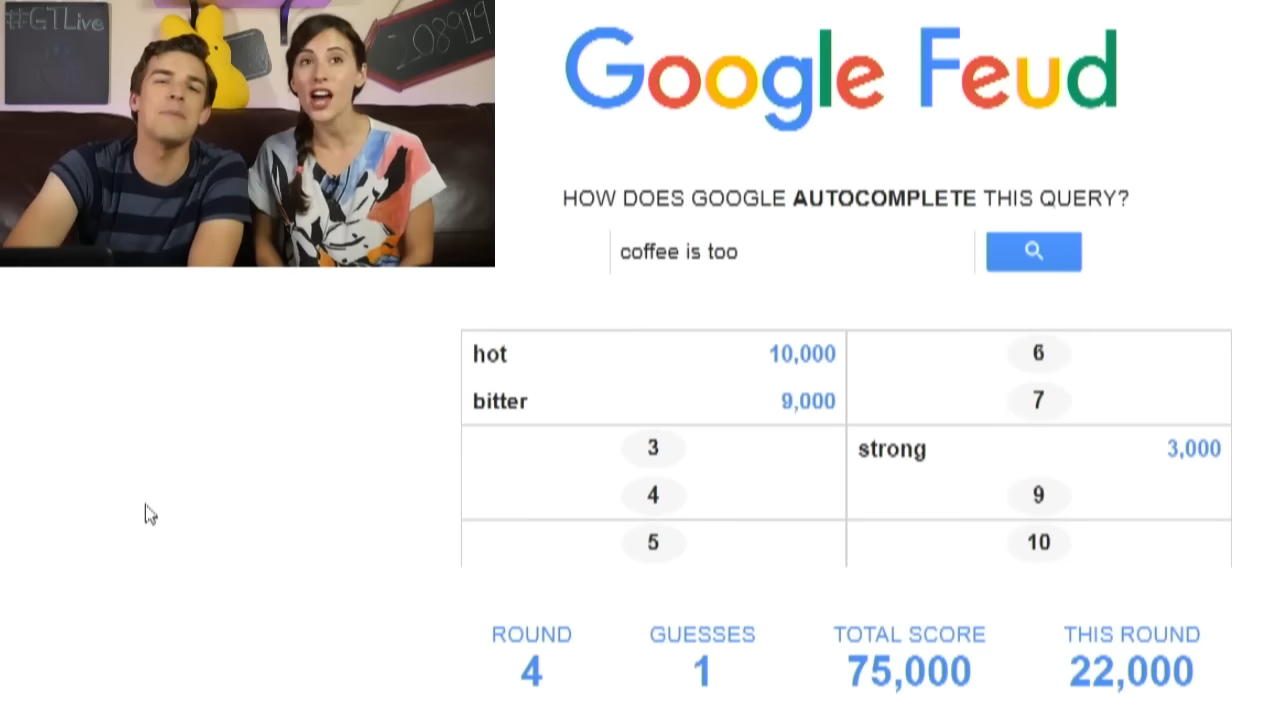 #GTLive
208919
Google Feud
HOW DOES GOOGLE AUTOCOMPLETE THIS QUERY?
coffee is too
hot 10,000
bitter 9,000
3
4
5
6
7
strong 3,000
9
10
ROUND GUESSES TOTAL SCORE THIS ROUND
4 1 75,000 22,000